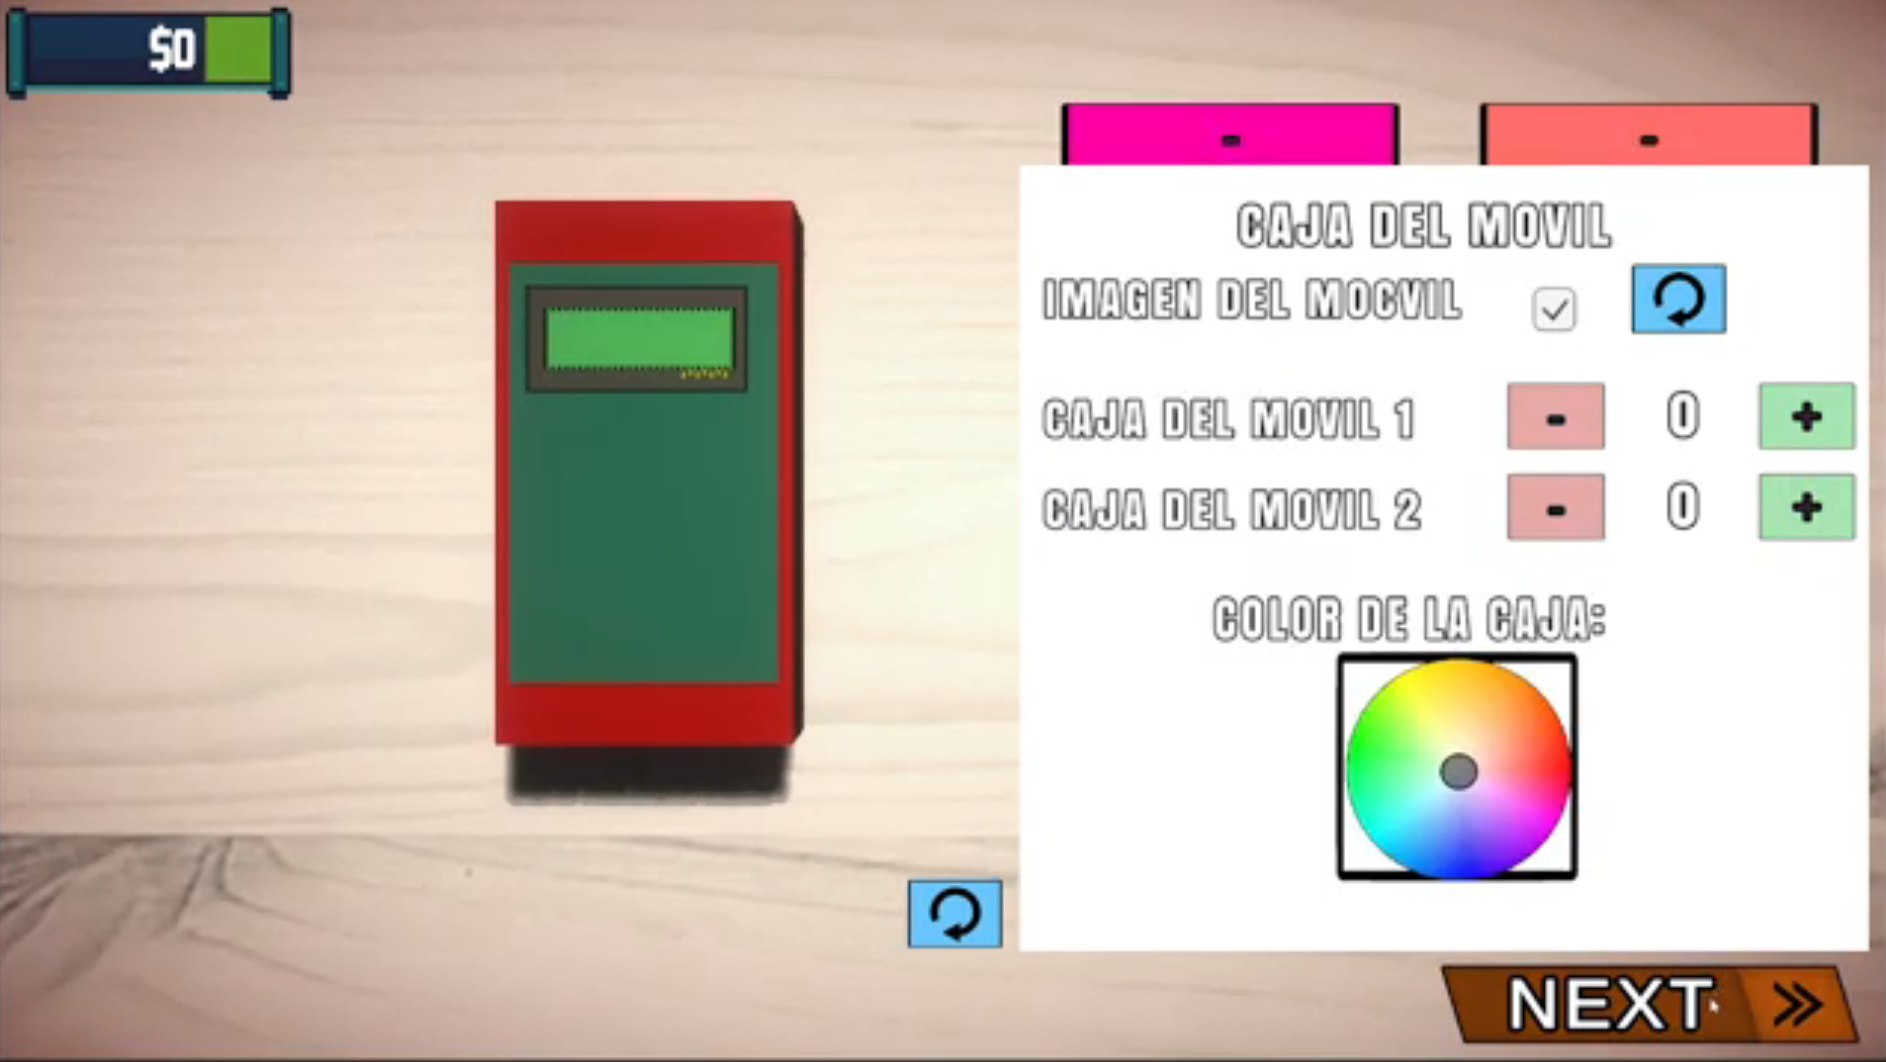 $0
- -
CAJA DEL MOVIL
IMAGEN DEL MOCVIL
CAJA DEL MOVIL 1 - 0 +
CAJA DEL MOVIL 2 - 0 +
COLOR DE LA CAJA:
NEXT